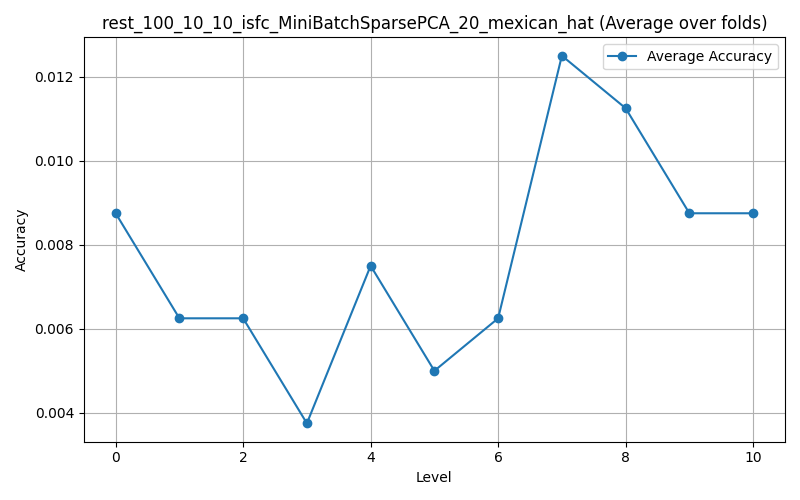 rest_100_10_10_isfc_MiniBatchSparsePCA_20_mexican_hat (Average over folds)
Average Accuracy
0.012
0.010
0.008
0.006
0.004
Accuracy
0 2 4 6 8 10
Level